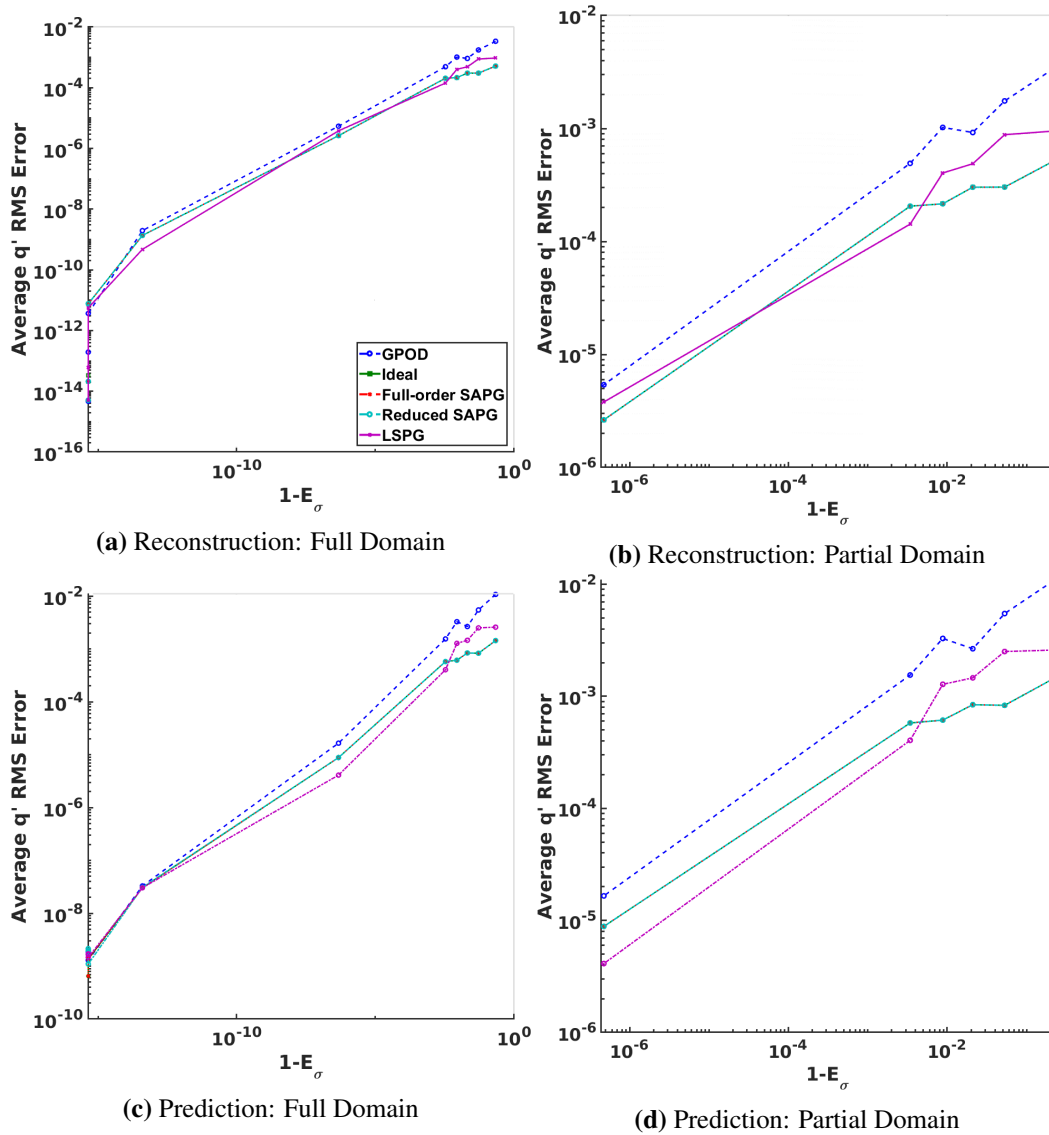 10^-2
10^-4
10^-6
10^-8
10^-10
10^-12
10^-14
10^-16
Average q' RMS Error
GPOD
Ideal
Full-order SAPG
Reduced SAPG
LSPG
10^-10
10^0
1-E_σ
(a) Reconstruction: Full Domain
10^-2
10^-3
10^-4
10^-5
10^-6
Average q' RMS Error
10^-6
10^-4
10^-2
1-E_σ
(b) Reconstruction: Partial Domain
10^-2
10^-4
10^-6
10^-8
10^-10
Average q' RMS Error
10^-10
10^0
1-E_σ
(c) Prediction: Full Domain
10^-2
10^-3
10^-4
10^-5
10^-6
Average q' RMS Error
10^-6
10^-4
10^-2
1-E_σ
(d) Prediction: Partial Domain